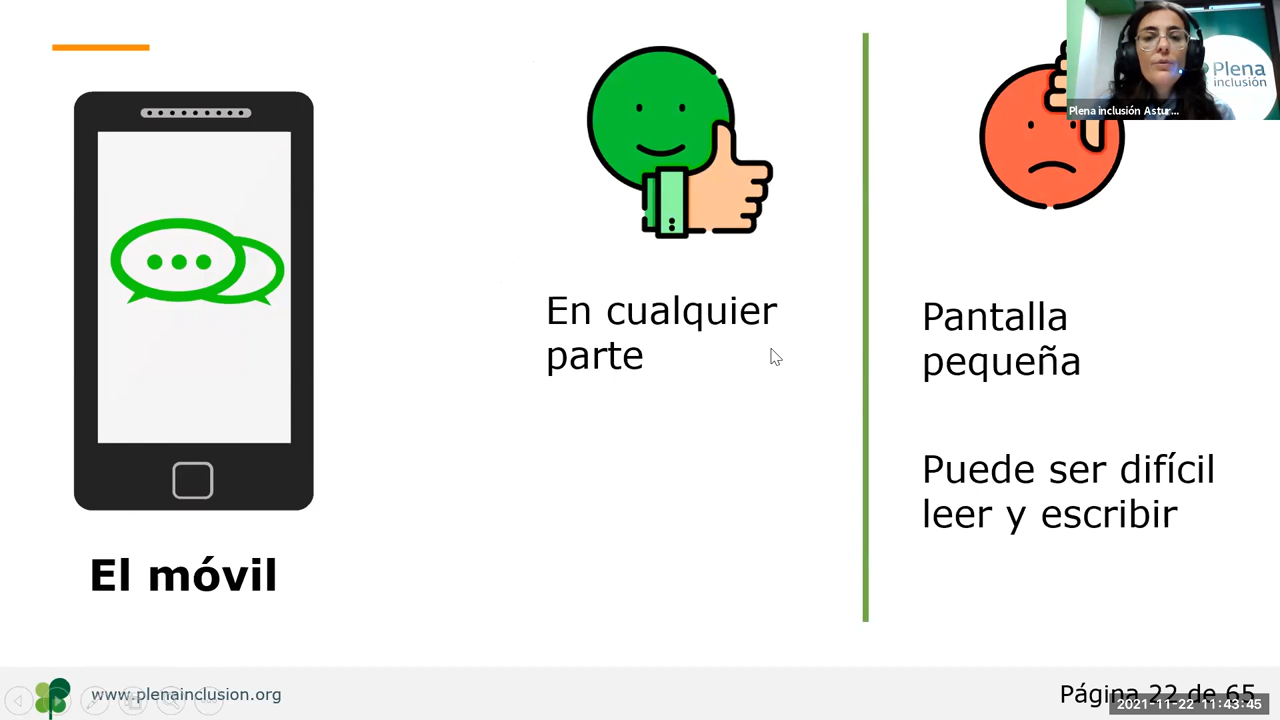 En cualquier
parte
Pantalla
pequeña
Puede ser difícil
leer y escribir
El móvil
Plena
inclusión
Plena inclusión Astur...
www.plenainclusion.org
Página 22 de 65
2021-11-22 11:43:45